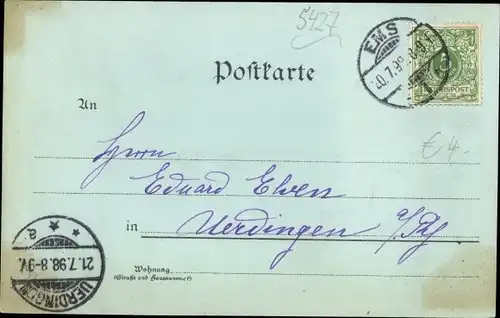 5427
EMS
.7.98
REICHSPOST
Postkarte
€ 4.-
An
Herrn
Eduard Elven
in Uerdingen a/Rh
Wohnung
(Straße und Hausnummer)
UERDINGEN
21.7.98.8-9V.
* a